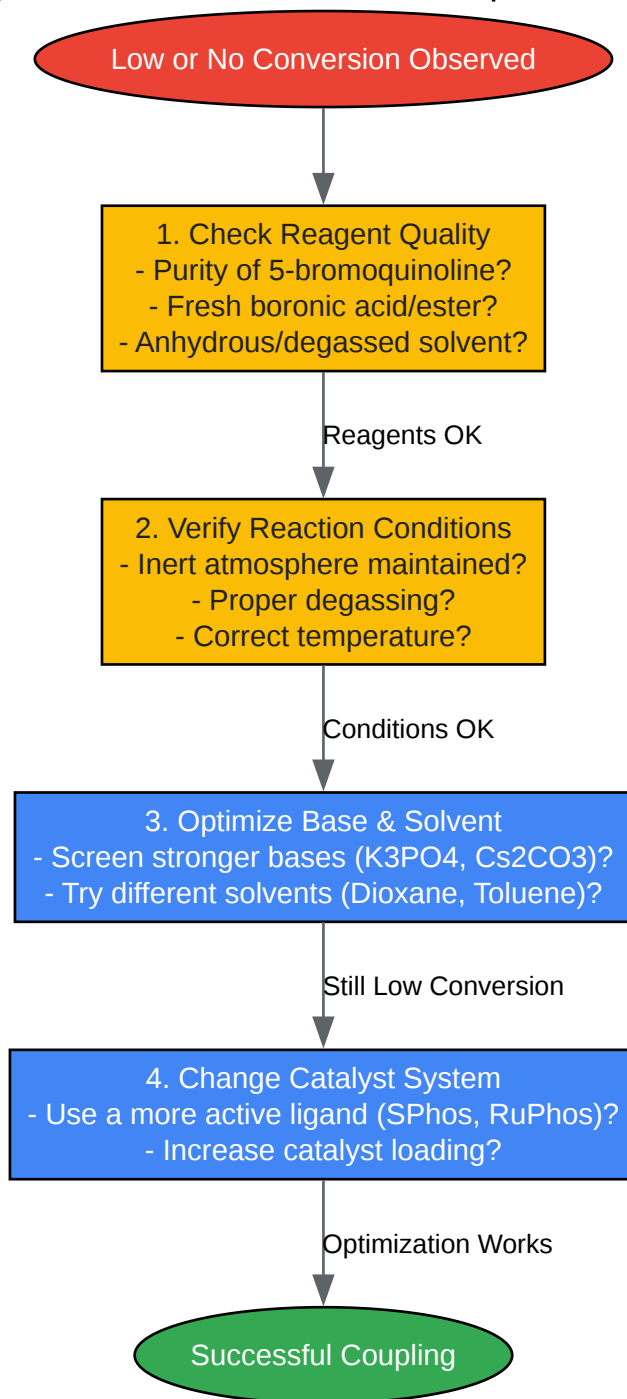 Low or No Conversion Observed
1. Check Reagent Quality
- Purity of 5-bromoquinoline?
- Fresh boronic acid/ester?
- Anhydrous/degassed solvent?
Reagents OK
2. Verify Reaction Conditions
- Inert atmosphere maintained?
- Proper degassing?
- Correct temperature?
Conditions OK
3. Optimize Base & Solvent
- Screen stronger bases (K3PO4, Cs2CO3)?
- Try different solvents (Dioxane, Toluene)?
Still Low Conversion
4. Change Catalyst System
- Use a more active ligand (SPhos, RuPhos)?
- Increase catalyst loading?
Optimization Works
Successful Coupling